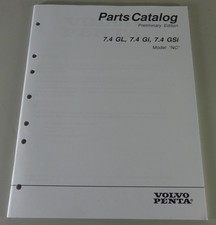 Parts Catalog
Preliminary Edition
7.4 GL, 7.4 Gi, 7.4 GSi
Model "NC"
VOLVO
PENTA